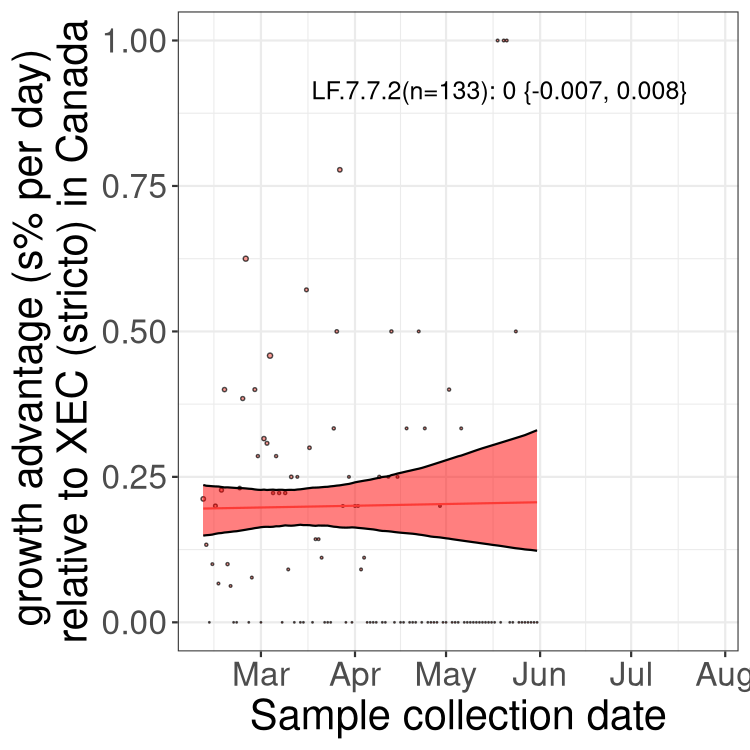 growth advantage (s% per day)
relative to XEC (stricto) in Canada
1.00
0.75
0.50
0.25
0.00
LF.7.7.2(n=133): 0 {-0.007, 0.008}
Mar Apr May Jun Jul Aug
Sample collection date